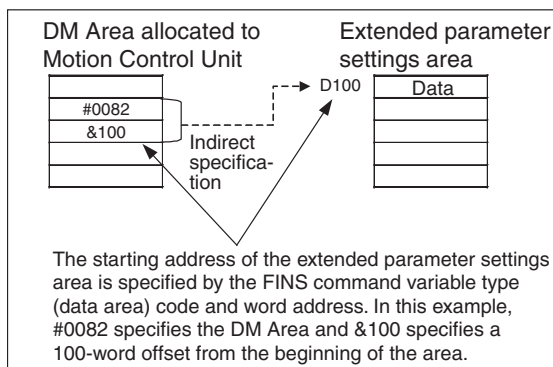 DM Area allocated to
Motion Control Unit
Extended parameter
settings area
D100
Data
#0082
&100
Indirect
specifica-
tion
The starting address of the extended parameter settings
area is specified by the FINS command variable type
(data area) code and word address. In this example,
#0082 specifies the DM Area and &100 specifies a
100-word offset from the beginning of the area.